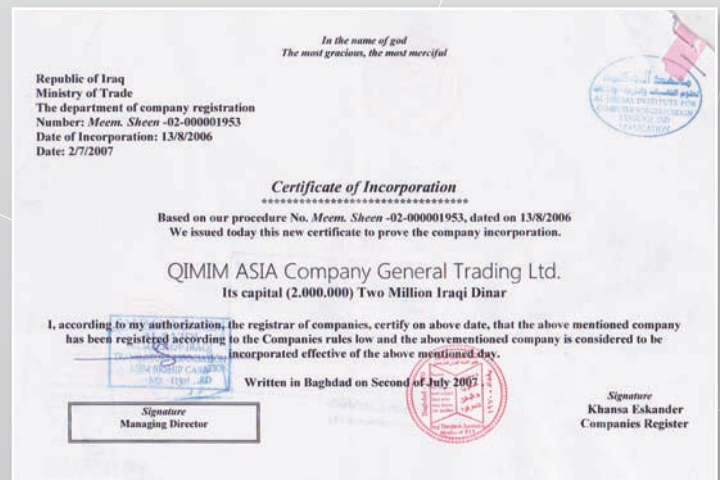 In the name of god
The most gracious, the most merciful
Republic of Iraq
Ministry of Trade
The department of company registration
Number: Meem. Sheen -02-000001953
Date of Incorporation: 13/8/2006
Date: 2/7/2007
INSTITUTE FOR
Certificate of Incorporation
*********************************
Based on our procedure No. Meem. Sheen -02-000001953, dated on 13/8/2006
We issued today this new certificate to prove the company incorporation.
QIMIM ASIA Company General Trading Ltd.
Its capital (2.000.000) Two Million Iraqi Dinar
I, according to my authorization, the registrar of companies, certify on above date, that the above mentioned company
has been registered according to the Companies rules low and the abovementioned company is considered to be
incorporated effective of the above mentioned day.
Written in Baghdad on Second of July 2007
Signature
Managing Director
Signature
Khansa Eskander
Companies Register